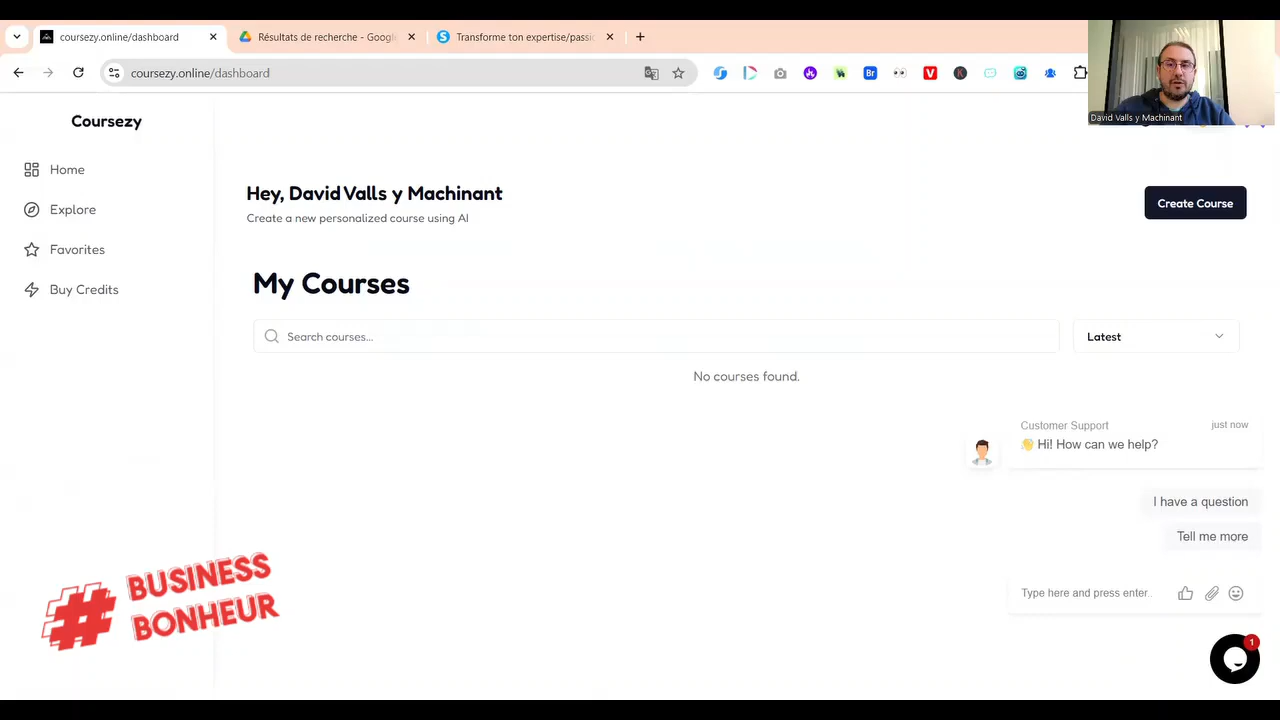 coursezy.online/dashboard
Résultats de recherche - Googl
Transforme ton expertise/passi
coursezy.online/dashboard
David Valls y Machinant
Coursezy
Home
Explore
Favorites
Buy Credits
Hey, David Valls y Machinant
Create a new personalized course using AI
Create Course
My Courses
Search courses...
Latest
No courses found.
Customer Support
just now
👋 Hi! How can we help?
I have a question
Tell me more
Type here and press enter..
1
# BUSINESS
BONHEUR